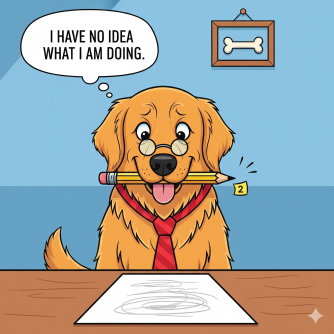 I HAVE NO IDEA
WHAT I AM DOING.
2